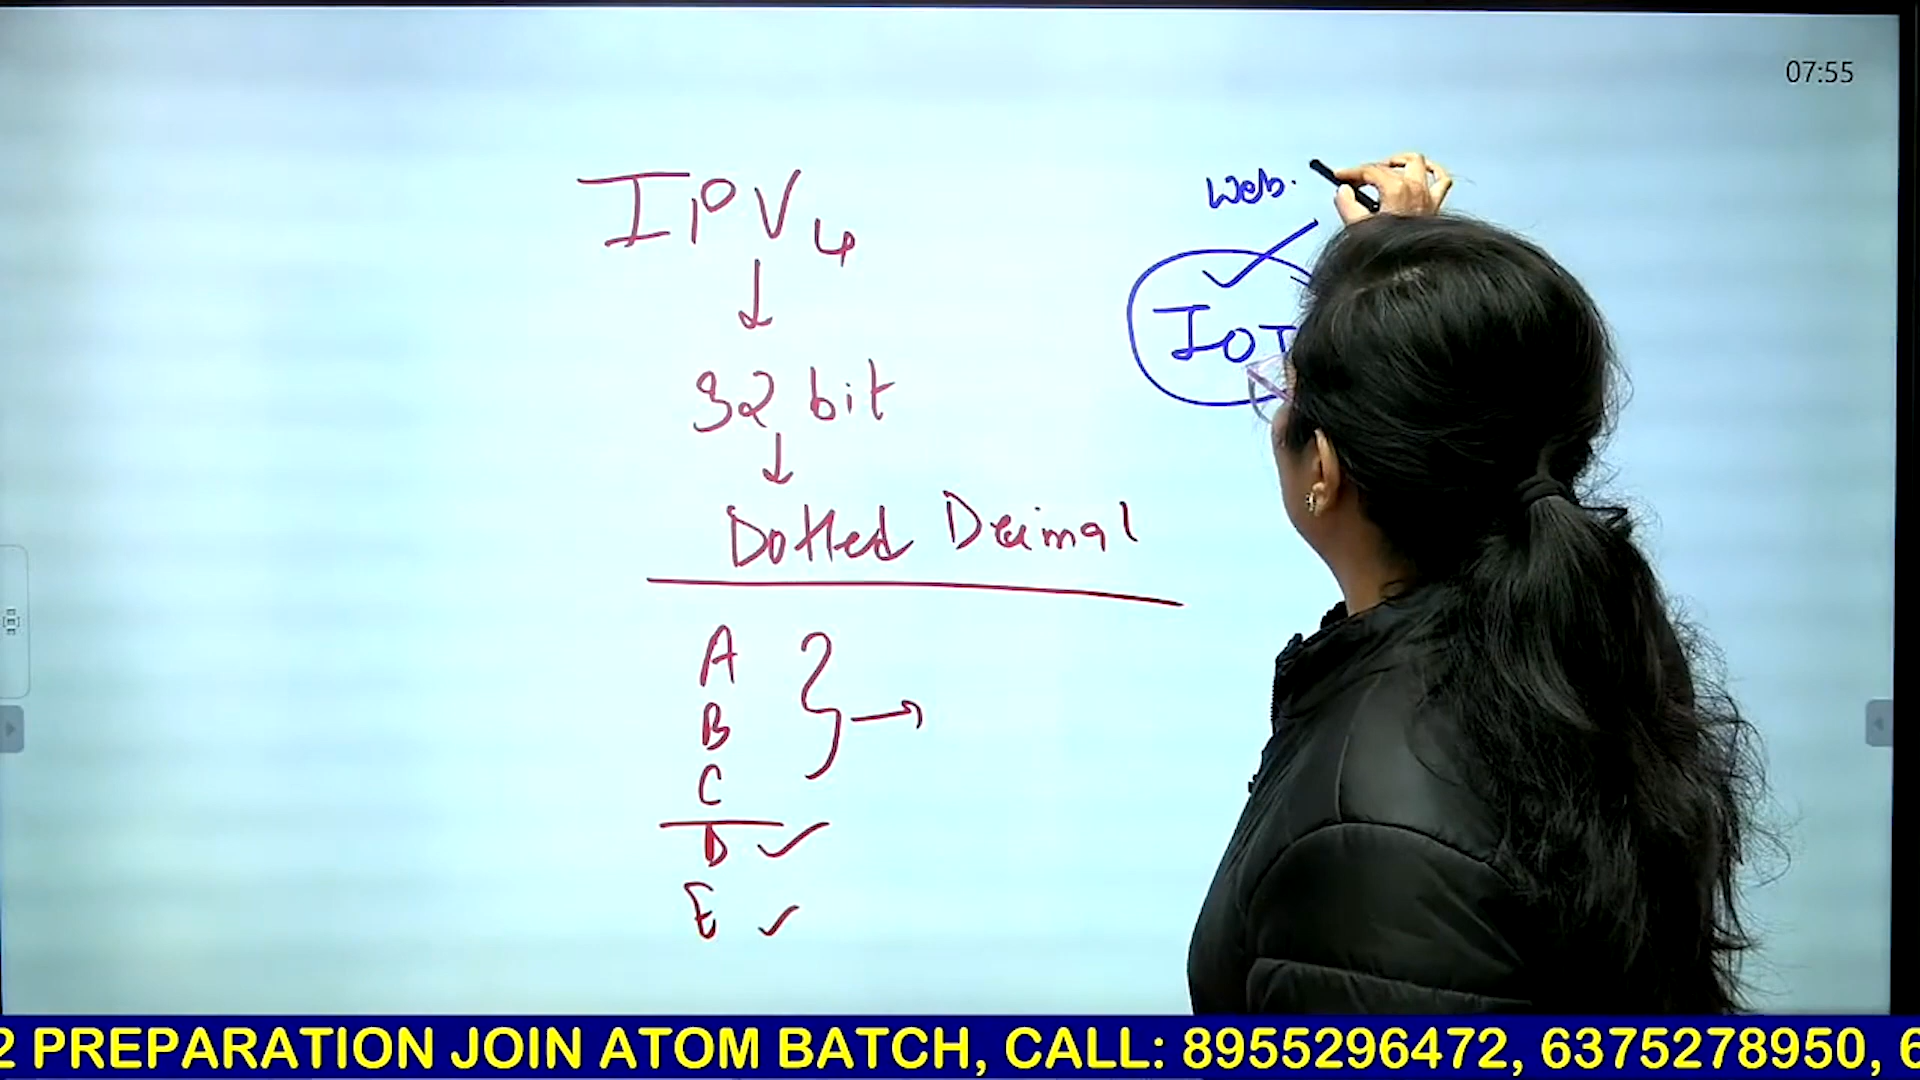 07:55
IPV4
32 bit
Dotted Decimal
A
B
C
D
E
Web.
IOT
2 PREPARATION JOIN ATOM BATCH, CALL: 8955296472, 6375278950, 6